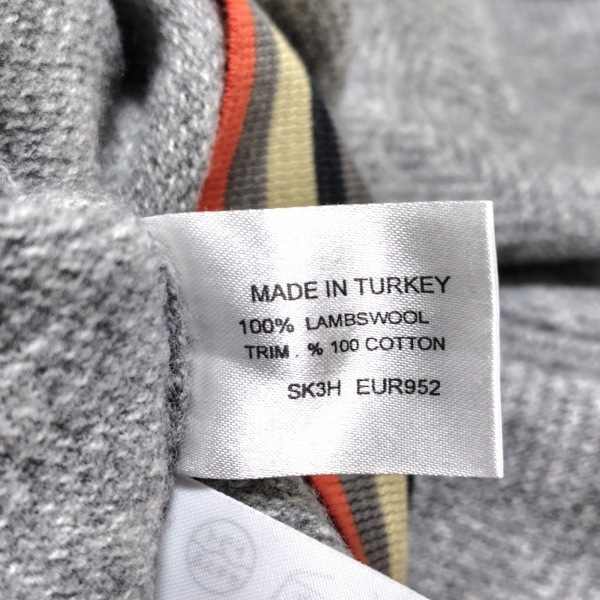 MADE IN TURKEY
100% LAMBSWOOL
TRIM . % 100 COTTON
SK3H EUR952